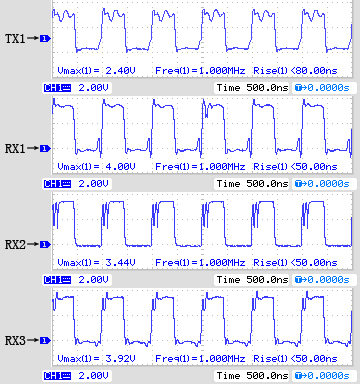 TX1
1
Vmax(1)= 2.40V Freq(1)=1.000MHz Rise(1)<80.00ns
CH1 2.00V Time 500.0ns T→0.0000s
RX1
1
Vmax(1)= 4.00V Freq(1)=1.000MHz Rise(1)<50.00ns
CH1 2.00V Time 500.0ns T→0.0000s
RX2
1
Vmax(1)= 3.44V Freq(1)=1.000MHz Rise(1)<50.00ns
CH1 2.00V Time 500.0ns T→0.0000s
RX3
1
Vmax(1)= 3.92V Freq(1)=1.000MHz Rise(1)<50.00ns
CH1 2.00V Time 500.0ns T→0.0000s